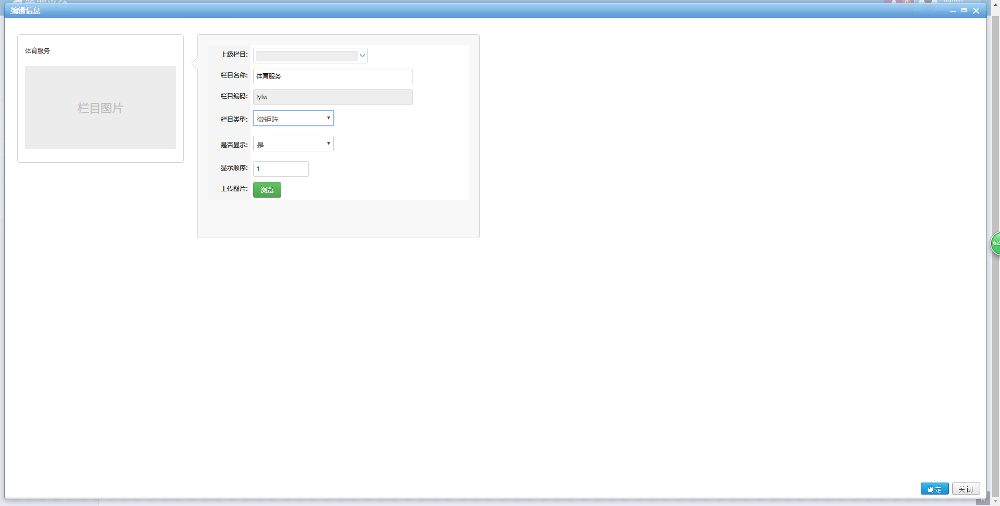 编辑信息
体育服务
栏目图片
上级栏目:
栏目名称: 体育服务
栏目编码: tyfw
栏目类型: 微矩阵
是否显示: 是
显示顺序: 1
上传图片: 浏览
62
确定 关闭